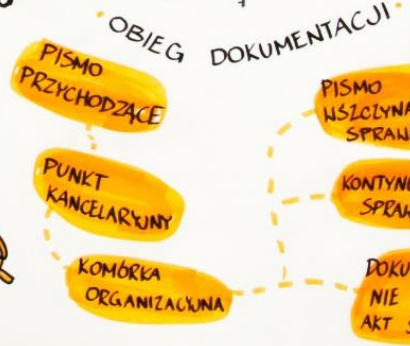 OBIEG DOKUMENTACJI
PISMO
PRZYCHODZĄCE
PUNKT
KANCELARYJNY
KOMÓRKA
ORGANIZACYJNA
PISMO
WSZCZYNA
SPRAW
KONTYN
SPRAW
DOKU
NIE
AKT